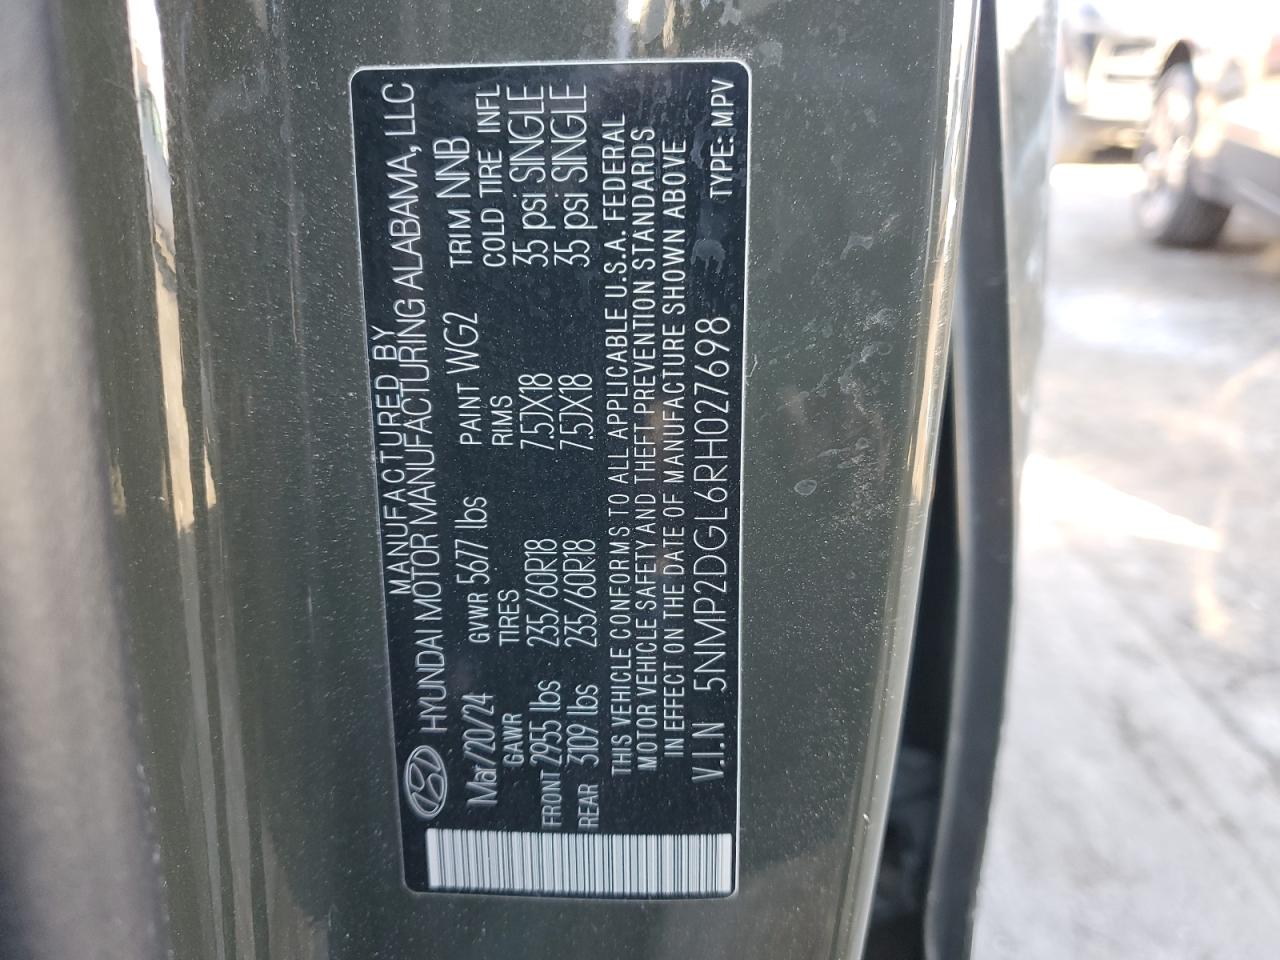 MANUFACTURED BY
HYUNDAI MOTOR MANUFACTURING ALABAMA, LLC
Mar/20/24 GVWR 5677 lbs PAINT WG2 TRIM NNB
GAWR TIRES RIMS COLD TIRE INFL
FRONT 2955 lbs 235/60R18 7.5JX18 35 psi SINGLE
REAR 3109 lbs 235/60R18 7.5JX18 35 psi SINGLE
THIS VEHICLE CONFORMS TO ALL APPLICABLE U.S.A. FEDERAL
MOTOR VEHICLE SAFETY AND THEFT PREVENTION STANDARDS
IN EFFECT ON THE DATE OF MANUFACTURE SHOWN ABOVE
V.I.N 5NMP2DGL6RH027698 TYPE: MPV